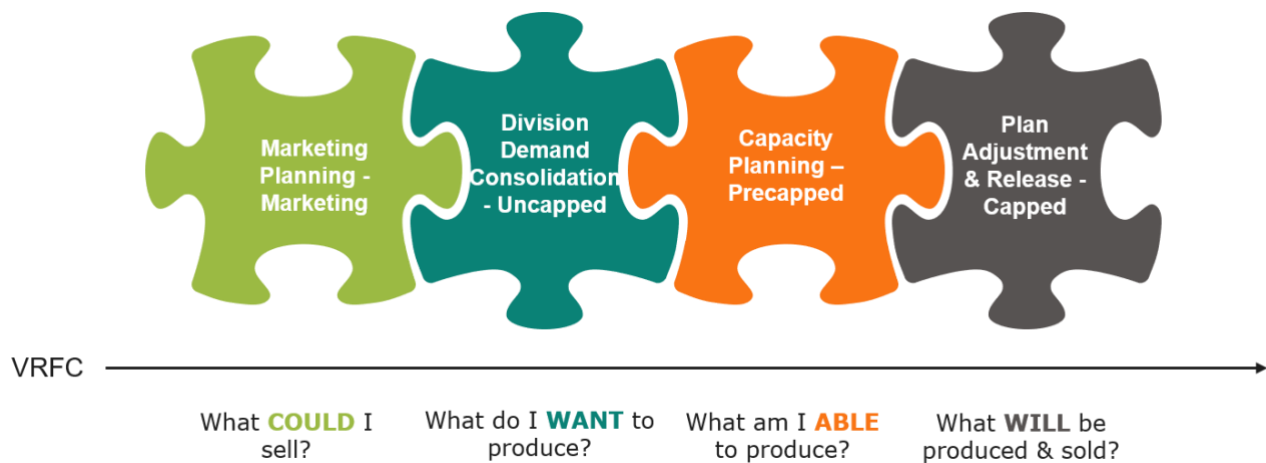 Marketing
Planning -
Marketing
Division
Demand
Consolidation
- Uncapped
Capacity
Planning –
Precapped
Plan
Adjustment
& Release -
Capped
VRFC
What COULD I
sell?
What do I WANT to
produce?
What am I ABLE
to produce?
What WILL be
produced & sold?